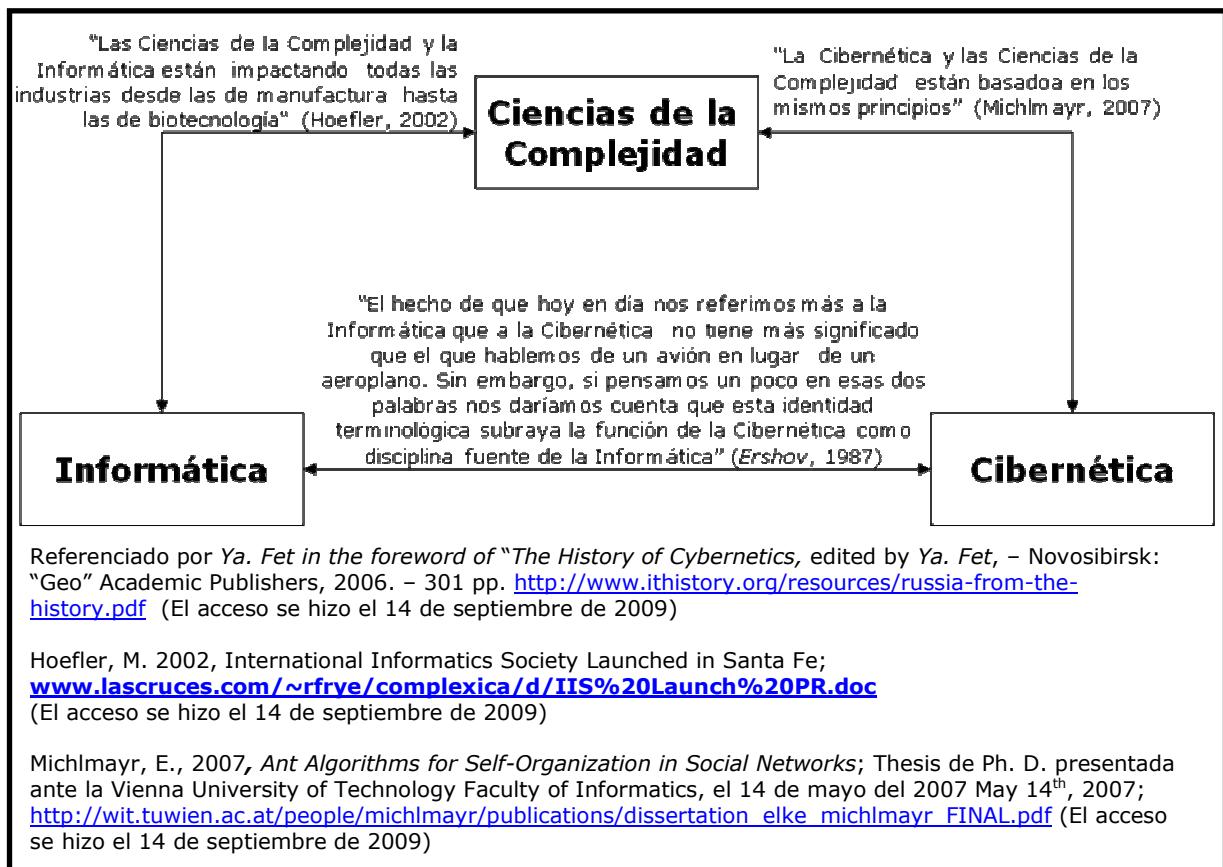 “Las Ciencias de la Complejidad y la
Informática están impactando todas las
industrias desde las de manufactura hasta
las de biotecnología” (Hoefler, 2002)
“La Cibernética y las Ciencias de la
Complejidad están basadoa en los
mismos principios” (Michlmayr, 2007)
Ciencias de la
Complejidad
“El hecho de que hoy en día nos referimos más a la
Informática que a la Cibernética no tiene más significado
que el que hablemos de un avión en lugar de un
aeroplano. Sin embargo, si pensamos un poco en esas dos
palabras nos daríamos cuenta que esta identidad
terminológica subraya la función de la Cibernética como
disciplina fuente de la Informática” (Ershov, 1987)
Informática
Cibernética
Referenciado por Ya. Fet in the foreword of “The History of Cybernetics, edited by Ya. Fet, – Novosibirsk:
“Geo” Academic Publishers, 2006. – 301 pp. http://www.ithistory.org/resources/russia-from-the-
history.pdf (El acceso se hizo el 14 de septiembre de 2009)
Hoefler, M. 2002, International Informatics Society Launched in Santa Fe;
www.lascruces.com/~rfrye/complexica/d/IIS%20Launch%20PR.doc
(El acceso se hizo el 14 de septiembre de 2009)
Michlmayr, E., 2007, Ant Algorithms for Self-Organization in Social Networks; Thesis de Ph. D. presentada
ante la Vienna University of Technology Faculty of Informatics, el 14 de mayo del 2007 May 14th, 2007;
http://wit.tuwien.ac.at/people/michlmayr/publications/dissertation_elke_michlmayr_FINAL.pdf (El acceso
se hizo el 14 de septiembre de 2009)